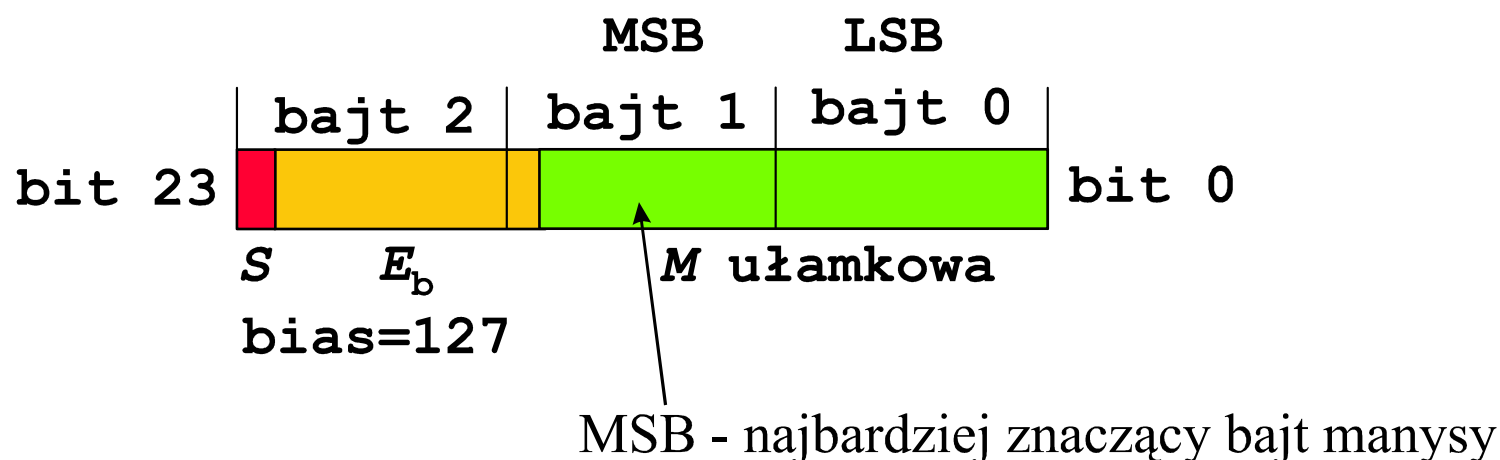 MSB LSB
bajt 2 bajt 1 bajt 0
bit 23 bit 0
S Eb M ułamkowa
bias=127
MSB - najbardziej znaczący bajt manysy